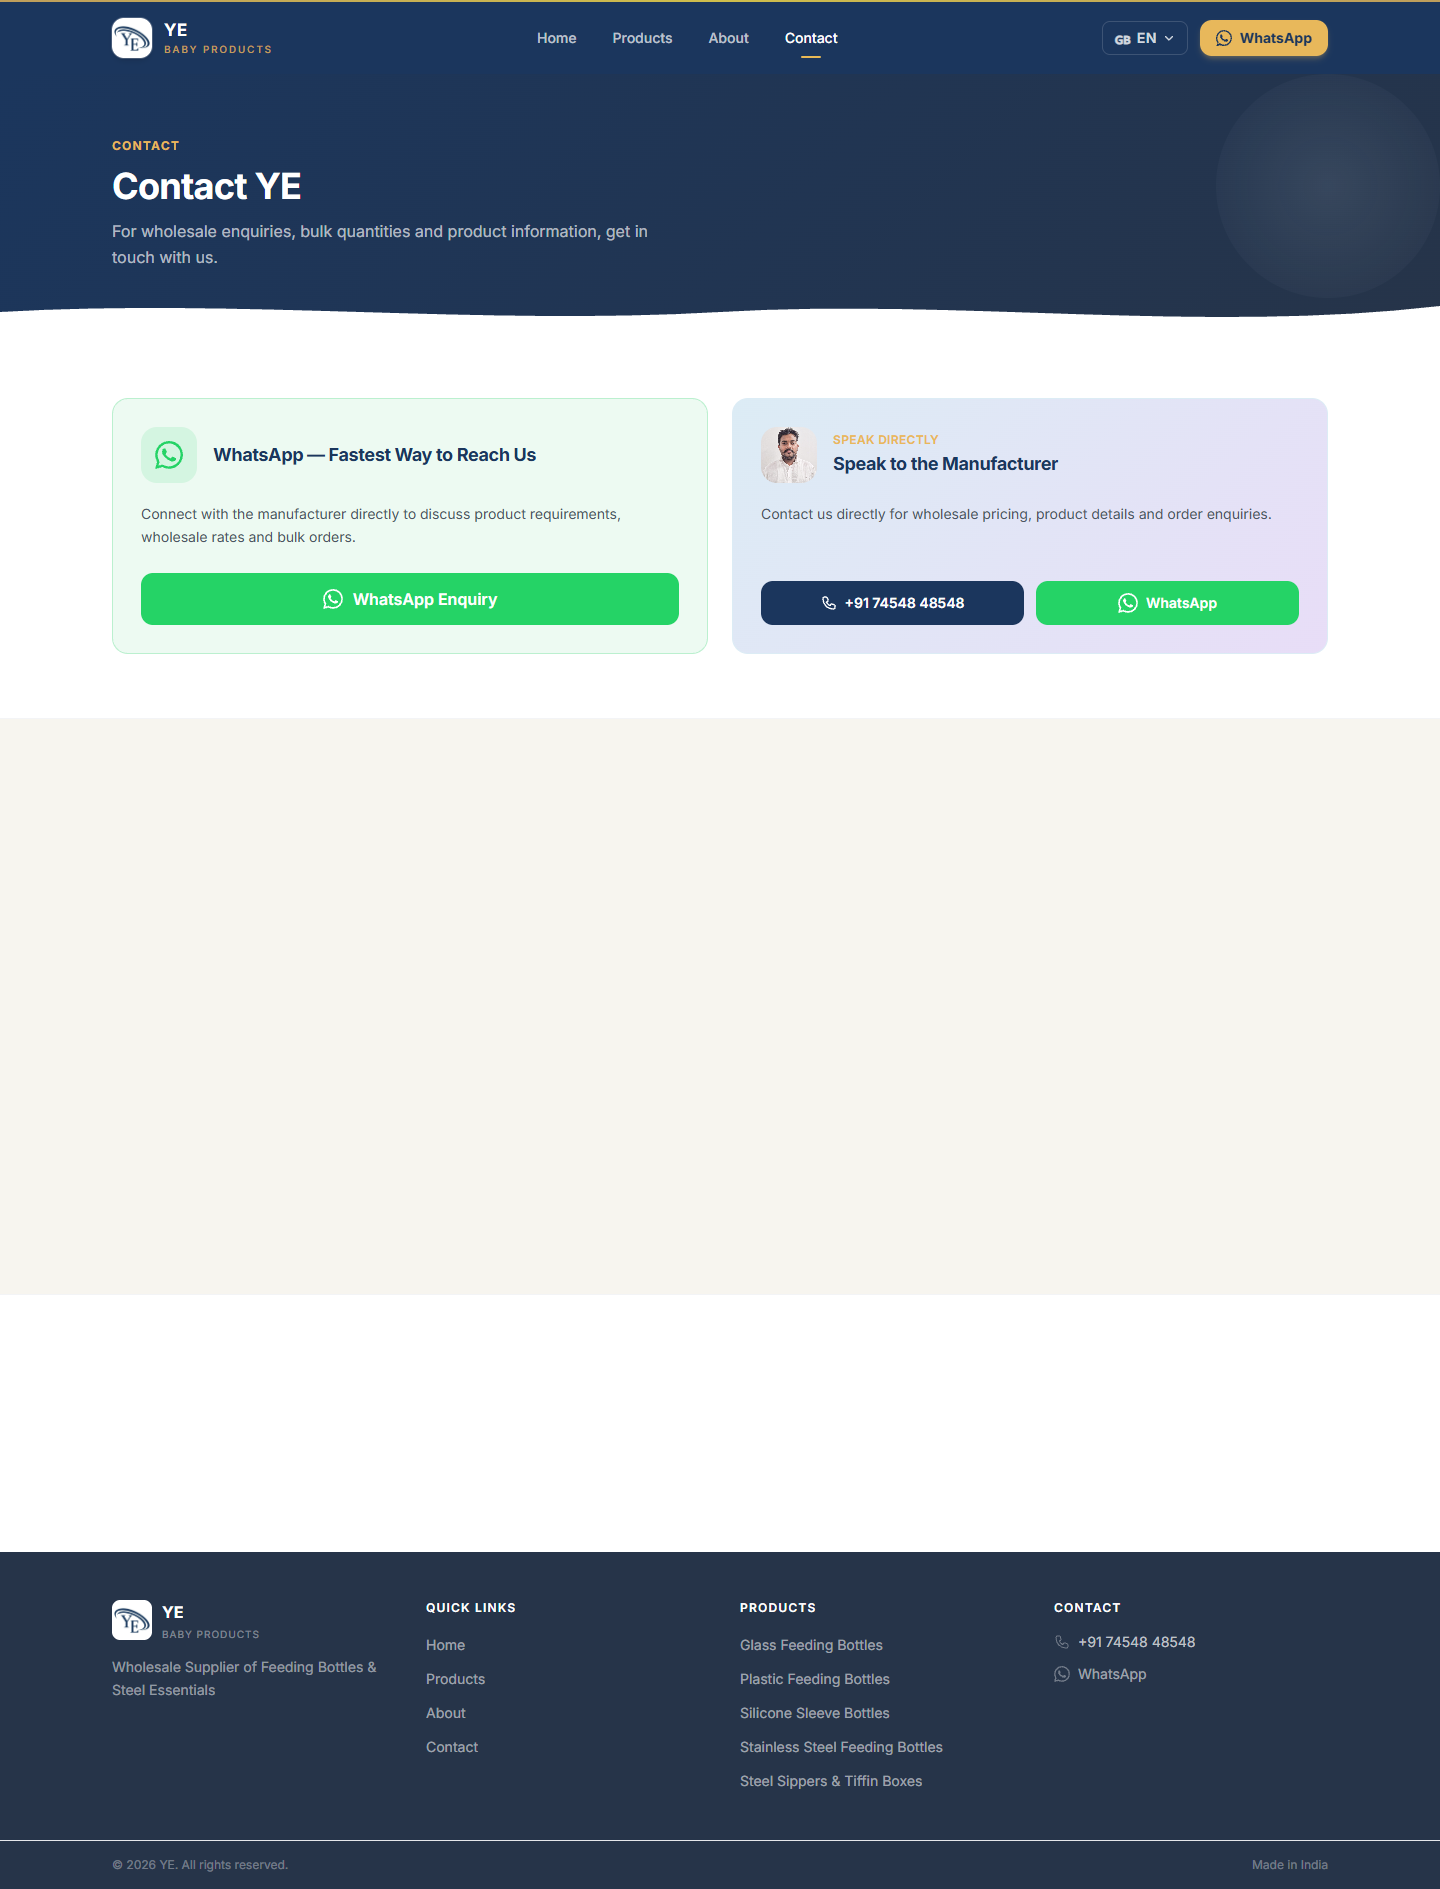 YE
BABY PRODUCTS
Home
Products
About
Contact
GB EN
WhatsApp
CONTACT
Contact YE
For wholesale enquiries, bulk quantities and product information, get in
touch with us.
WhatsApp — Fastest Way to Reach Us
Connect with the manufacturer directly to discuss product requirements,
wholesale rates and bulk orders.
WhatsApp Enquiry
SPEAK DIRECTLY
Speak to the Manufacturer
Contact us directly for wholesale pricing, product details and order enquiries.
+91 74548 48548
WhatsApp
YE
YE
BABY PRODUCTS
Wholesale Supplier of Feeding Bottles &
Steel Essentials
QUICK LINKS
Home
Products
About
Contact
PRODUCTS
Glass Feeding Bottles
Plastic Feeding Bottles
Silicone Sleeve Bottles
Stainless Steel Feeding Bottles
Steel Sippers & Tiffin Boxes
CONTACT
+91 74548 48548
WhatsApp
© 2026 YE. All rights reserved.
Made in India